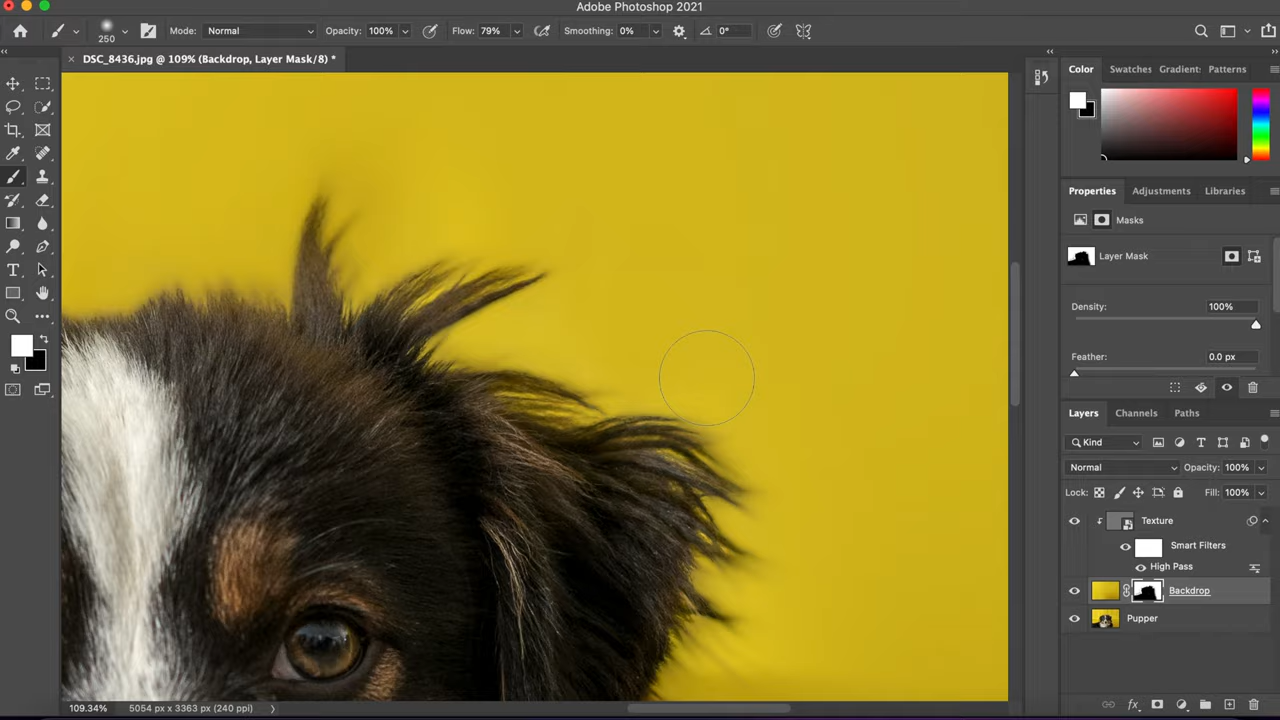 Adobe Photoshop 2021
250 Mode: Normal Opacity: 100% Flow: 79% Smoothing: 0% 0°
DSC_8436.jpg @ 109% (Backdrop, Layer Mask/8) *
Color Swatches Gradient: Patterns
Properties Adjustments Libraries
Masks
Layer Mask
Density: 100%
Feather: 0.0 px
Layers Channels Paths
Kind
Normal Opacity: 100%
Lock: Fill: 100%
Texture
Smart Filters
High Pass
Backdrop
Pupper
109.34% 5054 px x 3363 px (240 ppi)